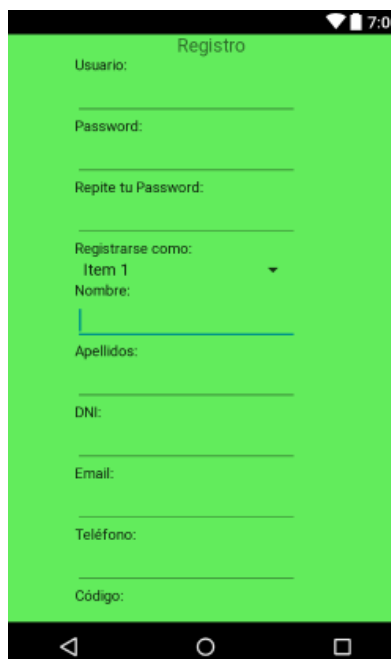 7:0
Registro
Usuario:
Password:
Repite tu Password:
Registrarse como:
Item 1
Nombre:
Apellidos:
DNI:
Email:
Teléfono:
Código: